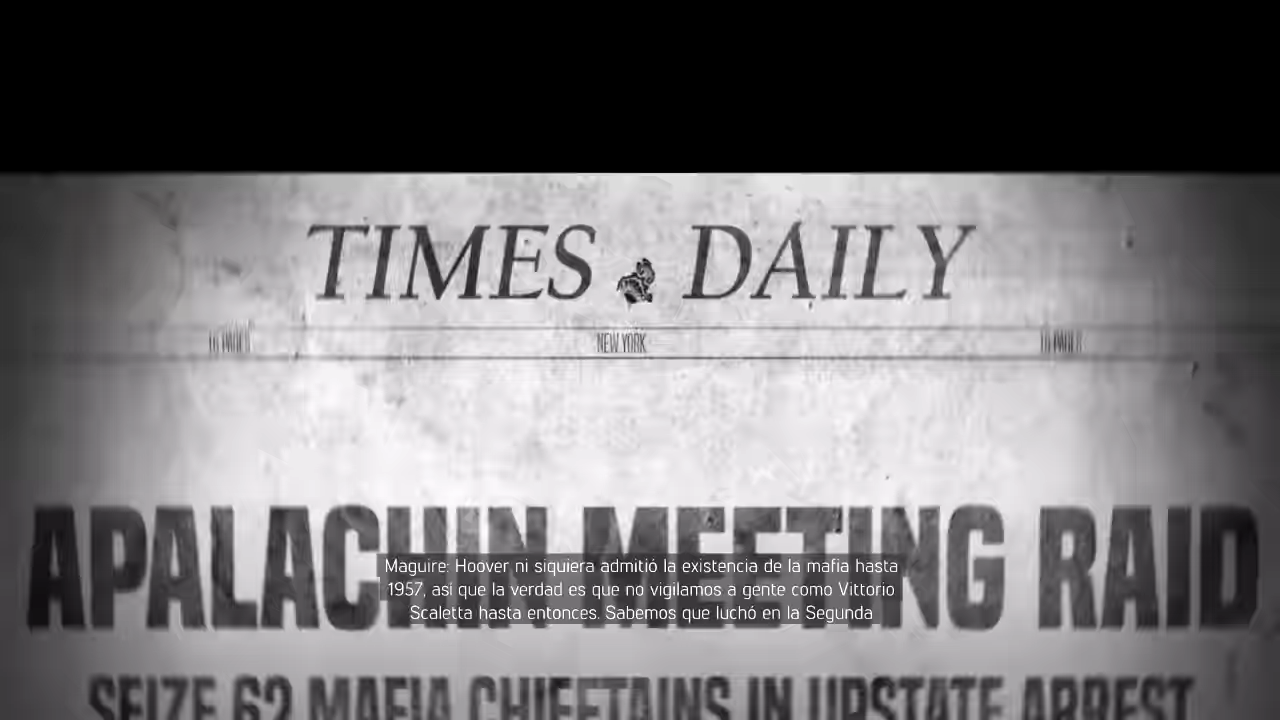 TIMES DAILY
NEW YORK
APALACHIN MEETING RAID
Maguire: Hoover ni siquiera admitió la existencia de la mafia hasta
1957, así que la verdad es que no vigilamos a gente como Vittorio
Scaletta hasta entonces. Sabemos que luchó en la Segunda
SEIZE 62 MAFIA CHIEFTAINS IN UPSTATE ARREST